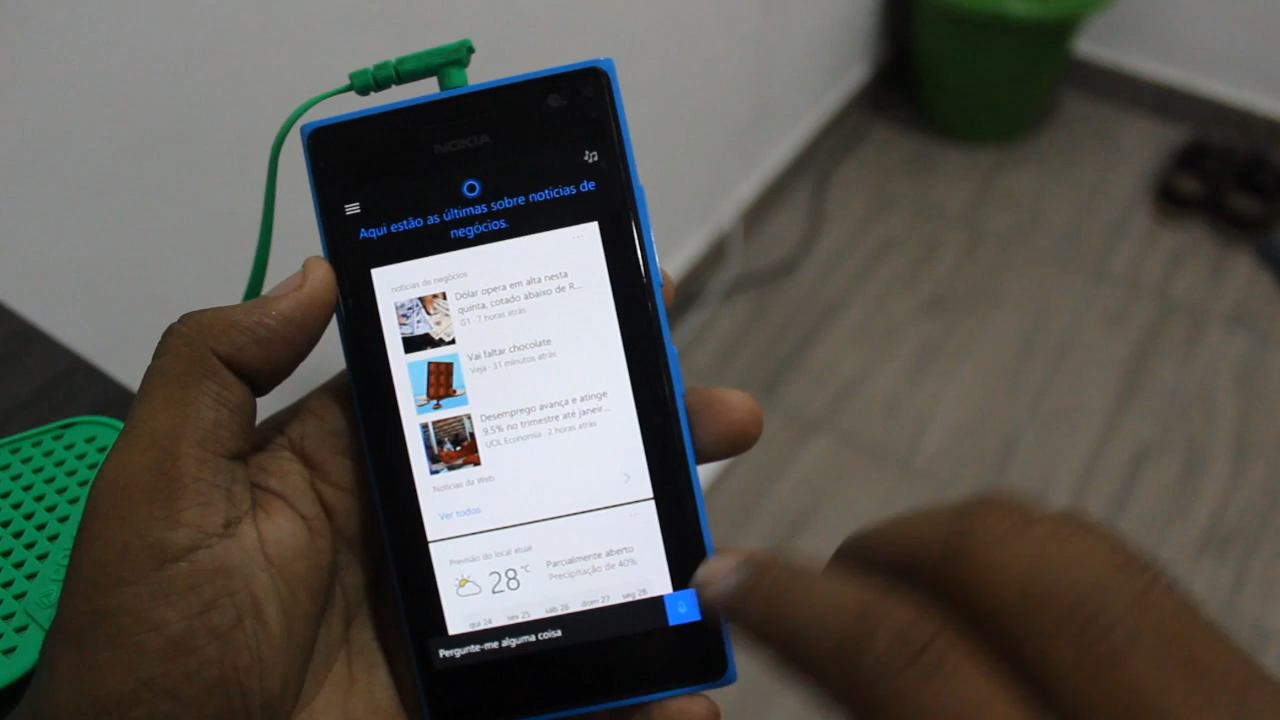 NOKIA
Aqui estão as últimas sobre notícias de
negócios.
notícias de negócios
Dólar opera em alta nesta
quinta, cotado abaixo de R...
G1 · 7 horas atrás
Vai faltar chocolate
Veja · 31 minutos atrás
Desemprego avança e atinge
9,5% no trimestre até janeir...
UOL Economia · 2 horas atrás
Notícias da Web
Ver todos
Previsão do local atual
28°C
Parcialmente aberto
Precipitação de 40%
qui 24 sex 25 sáb 26 dom 27 seg 28
Pergunte-me alguma coisa